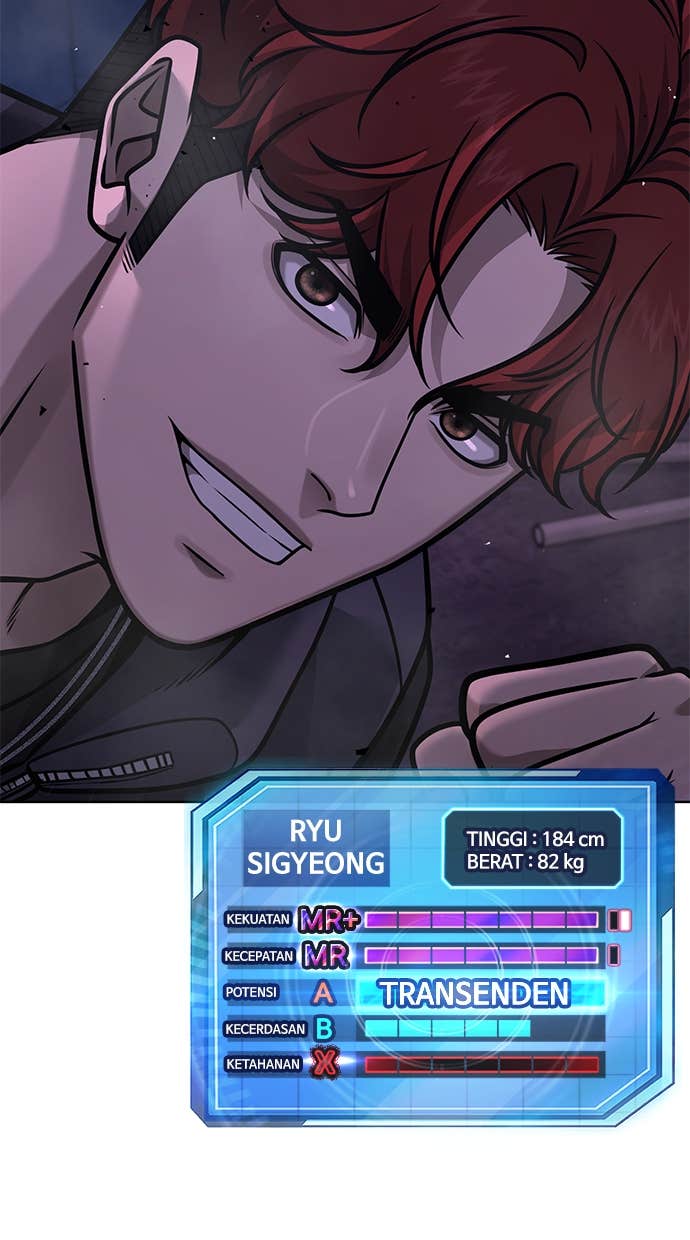 RYU
SIGYEONG
TINGGI : 184 cm
BERAT : 82 kg
KEKUATAN MR+
KECEPATAN MR
POTENSI A TRANSENDEN
KECERDASAN B
KETAHANAN X